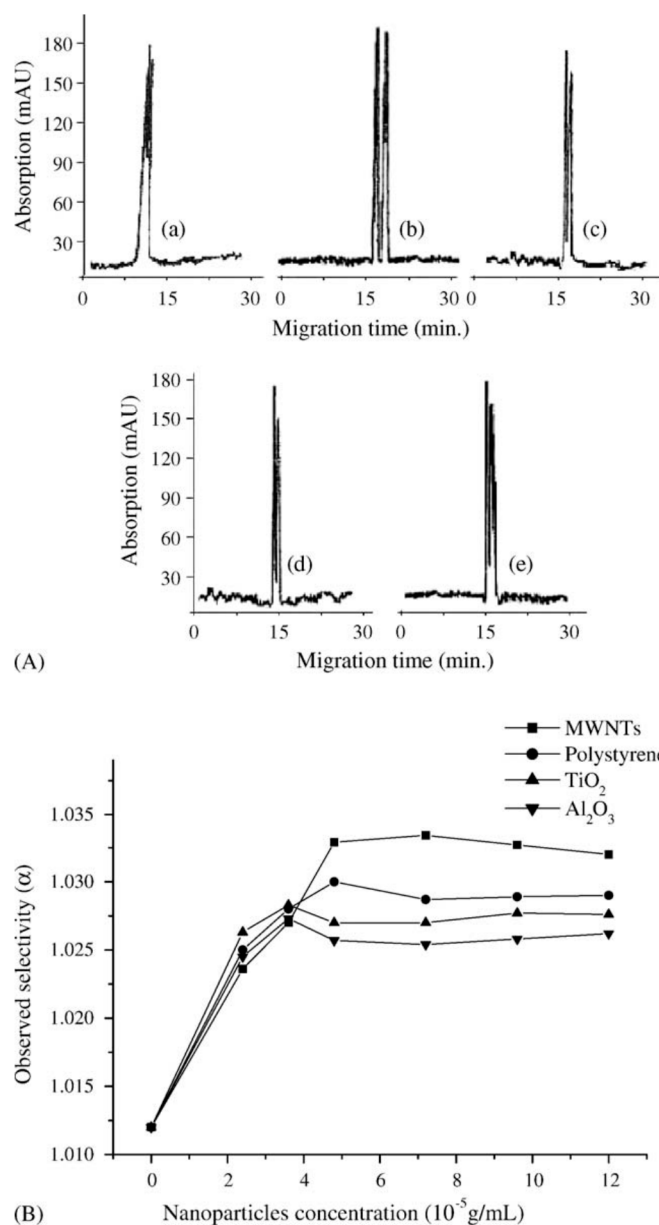 180
150
120
90
30
Absorption (mAU)
(a)
(b)
(c)
0 15 30 0 15 30 0 15 30
Migration time (min.)
180
150
120
90
60
30
Absorption (mAU)
(d)
(e)
0 15 30 0 15 30
(A)
Migration time (min.)
MWNTs
Polystyrene
TiO₂
Al₂O₃
1.035
1.030
1.025
1.020
1.015
1.012
1.010
Observed selectivity (α)
0 2 4 6 8 10 12
(B)
Nanoparticles concentration (10⁻⁵g/mL)